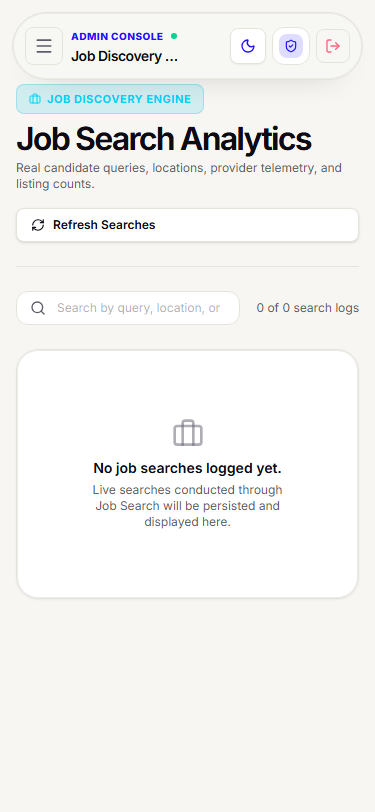 ADMIN CONSOLE
Job Discovery ...
JOB DISCOVERY ENGINE
Job Search Analytics
Real candidate queries, locations, provider telemetry, and
listing counts.
Refresh Searches
Search by query, location, or
0 of 0 search logs
No job searches logged yet.
Live searches conducted through
Job Search will be persisted and
displayed here.